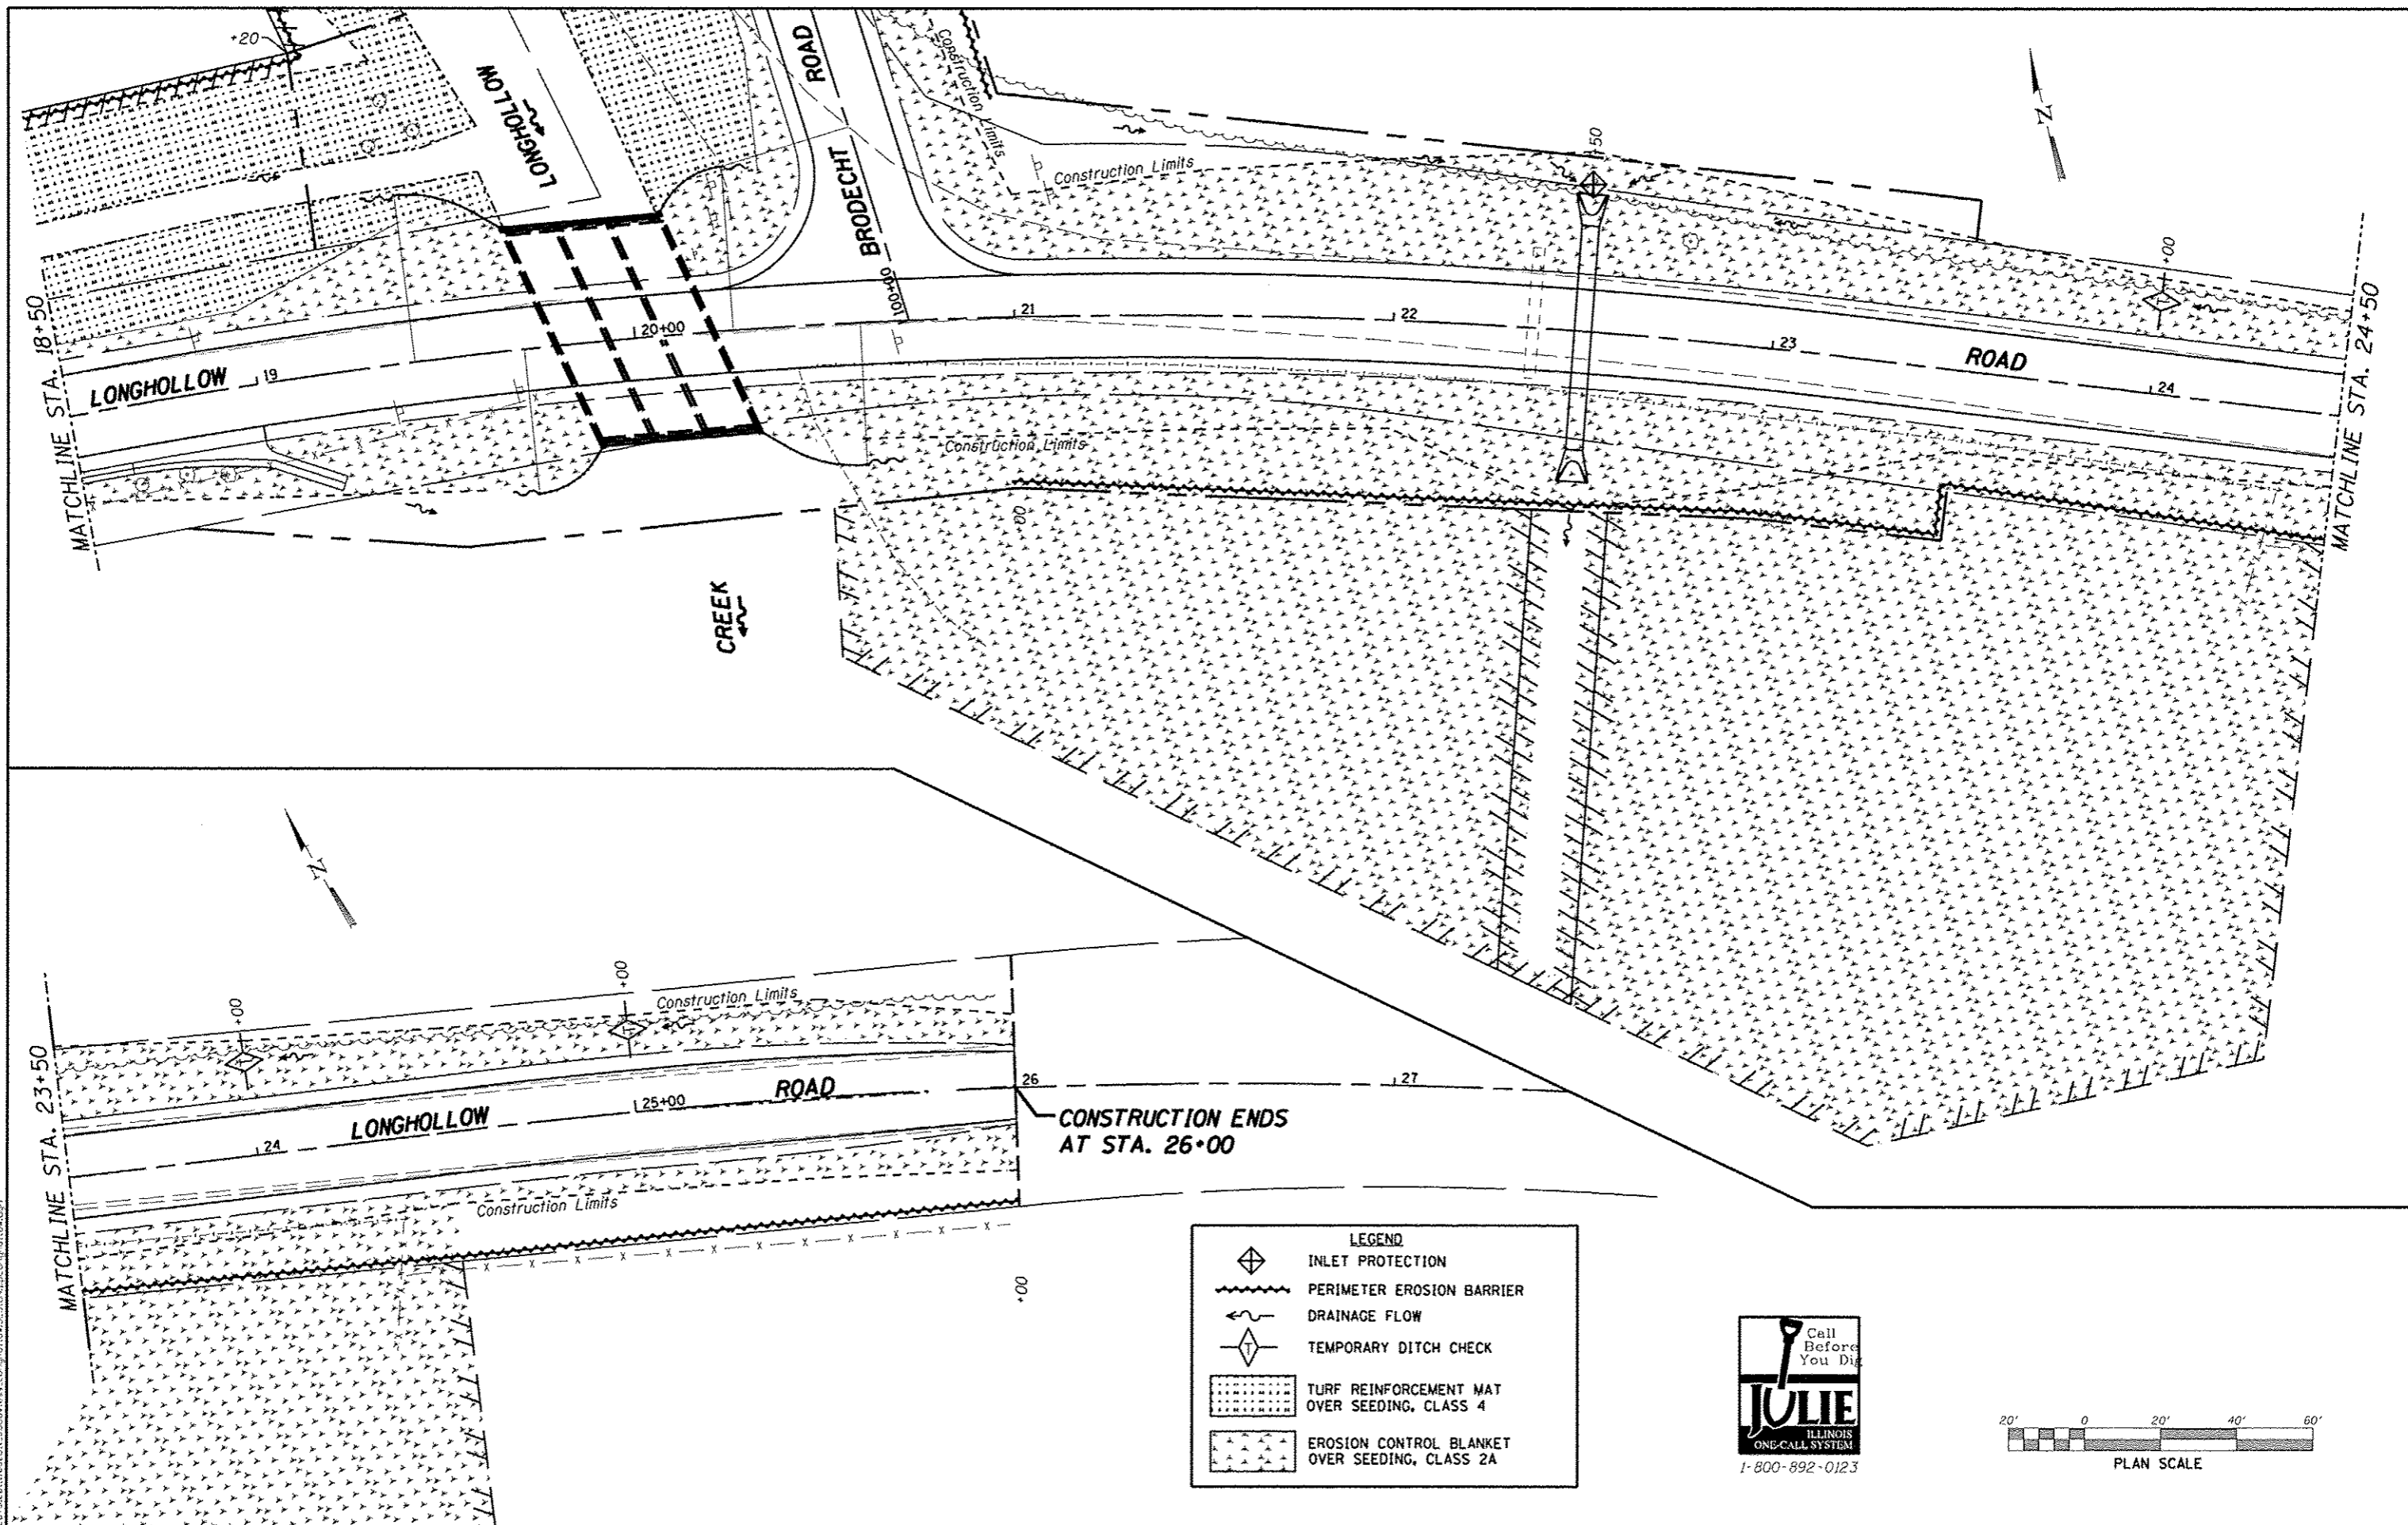 +20
LONGHOLLOW
ROAD
BRODECHT
Construction Limits
Construction Limits
+50
N
+00
MATCHLINE STA. 18+50
LONGHOLLOW
19
20+00
100+00
21
22
23
ROAD
24
MATCHLINE STA. 24+50
Construction Limits
+00
CREEK
N
MATCHLINE STA. 23+50
+00
+00
Construction Limits
24
LONGHOLLOW
25+00
ROAD
26
27
CONSTRUCTION ENDS
AT STA. 26+00
Construction Limits
+00
LEGEND
INLET PROTECTION
PERIMETER EROSION BARRIER
DRAINAGE FLOW
T
TEMPORARY DITCH CHECK
TURF REINFORCEMENT MAT
OVER SEEDING, CLASS 4
EROSION CONTROL BLANKET
OVER SEEDING, CLASS 2A
Call
Before
You Dig
JULIE
ILLINOIS
ONE-CALL SYSTEM
1-800-892-0123
20' 0 20' 40' 60'
PLAN SCALE